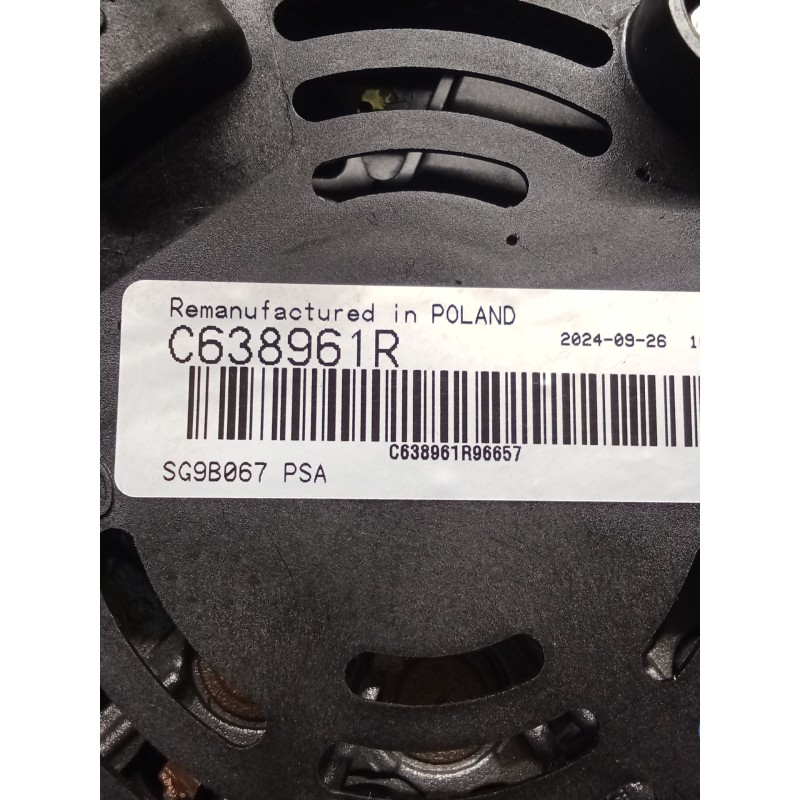 Remanufactured in POLAND
C638961R 2024-09-26
C638961R96657
SG9B067 PSA